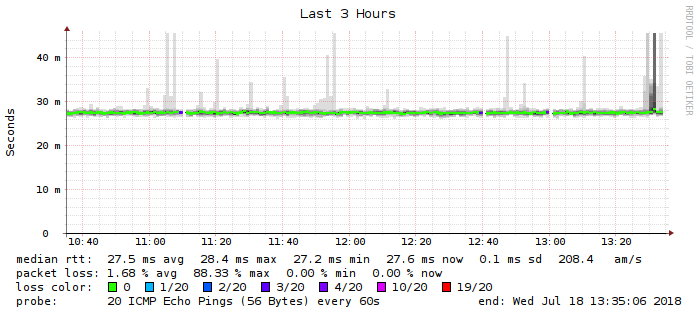 Last 3 Hours
RRDTOOL / TOBI OETIKER
Seconds
40 m
30 m
20 m
10 m
0
10:40 11:00 11:20 11:40 12:00 12:20 12:40 13:00 13:20
median rtt: 27.5 ms avg 28.4 ms max 27.2 ms min 27.6 ms now 0.1 ms sd 208.4 am/s
packet loss: 1.68 % avg 88.33 % max 0.00 % min 0.00 % now
loss color: 0 1/20 2/20 3/20 4/20 10/20 19/20
probe: 20 ICMP Echo Pings (56 Bytes) every 60s end: Wed Jul 18 13:35:06 2018